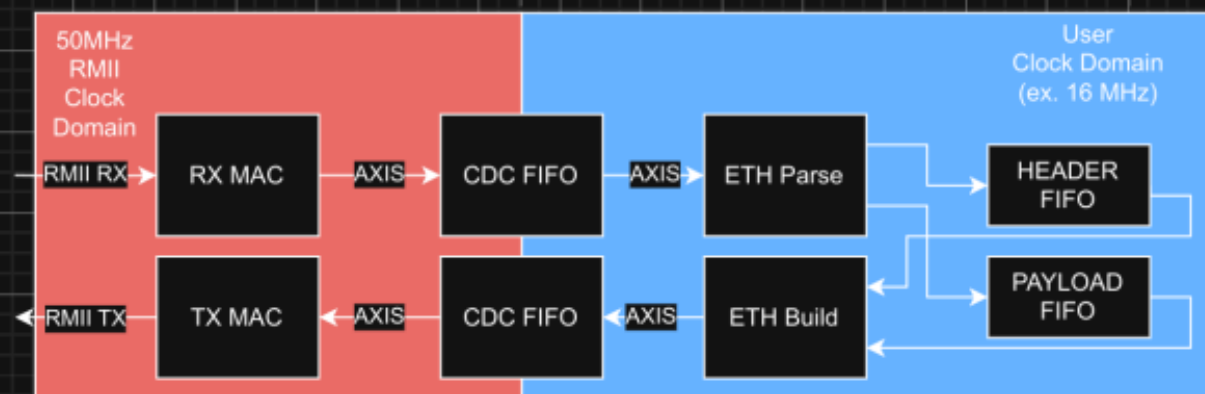 50MHz
RMII
Clock
Domain
User
Clock Domain
(ex. 16 MHz)
RMII RX
RX MAC
AXIS
CDC FIFO
AXIS
ETH Parse
HEADER
FIFO
RMII TX
TX MAC
AXIS
CDC FIFO
AXIS
ETH Build
PAYLOAD
FIFO